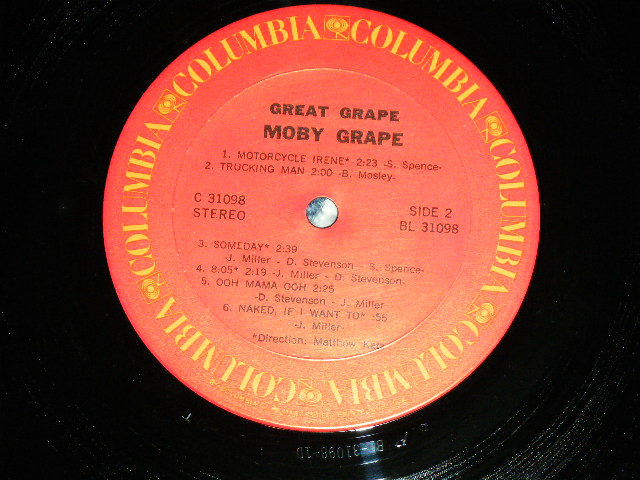 COLUMBIA COLUMBIA COLUMBIA COLUMBIA COLUMBIA COLUMBIA
GREAT GRAPE
MOBY GRAPE
1. MOTORCYCLE IRENE* 2:23 -S. Spence-
2. TRUCKING MAN 2:00 -B. Mosley-
C 31098
STEREO
SIDE 2
BL 31098
3. SOMEDAY* 2:39
-J. Miller - D. Stevenson - S. Spence-
4. 8:05* 2:19 -J. Miller - D. Stevenson-
5. OOH MAMA OOH 2:25
-D. Stevenson - J. Miller
6. NAKED, IF I WANT TO* -55
-J. Miller-
*Direction: Matthew Katz
BL-31098-1D